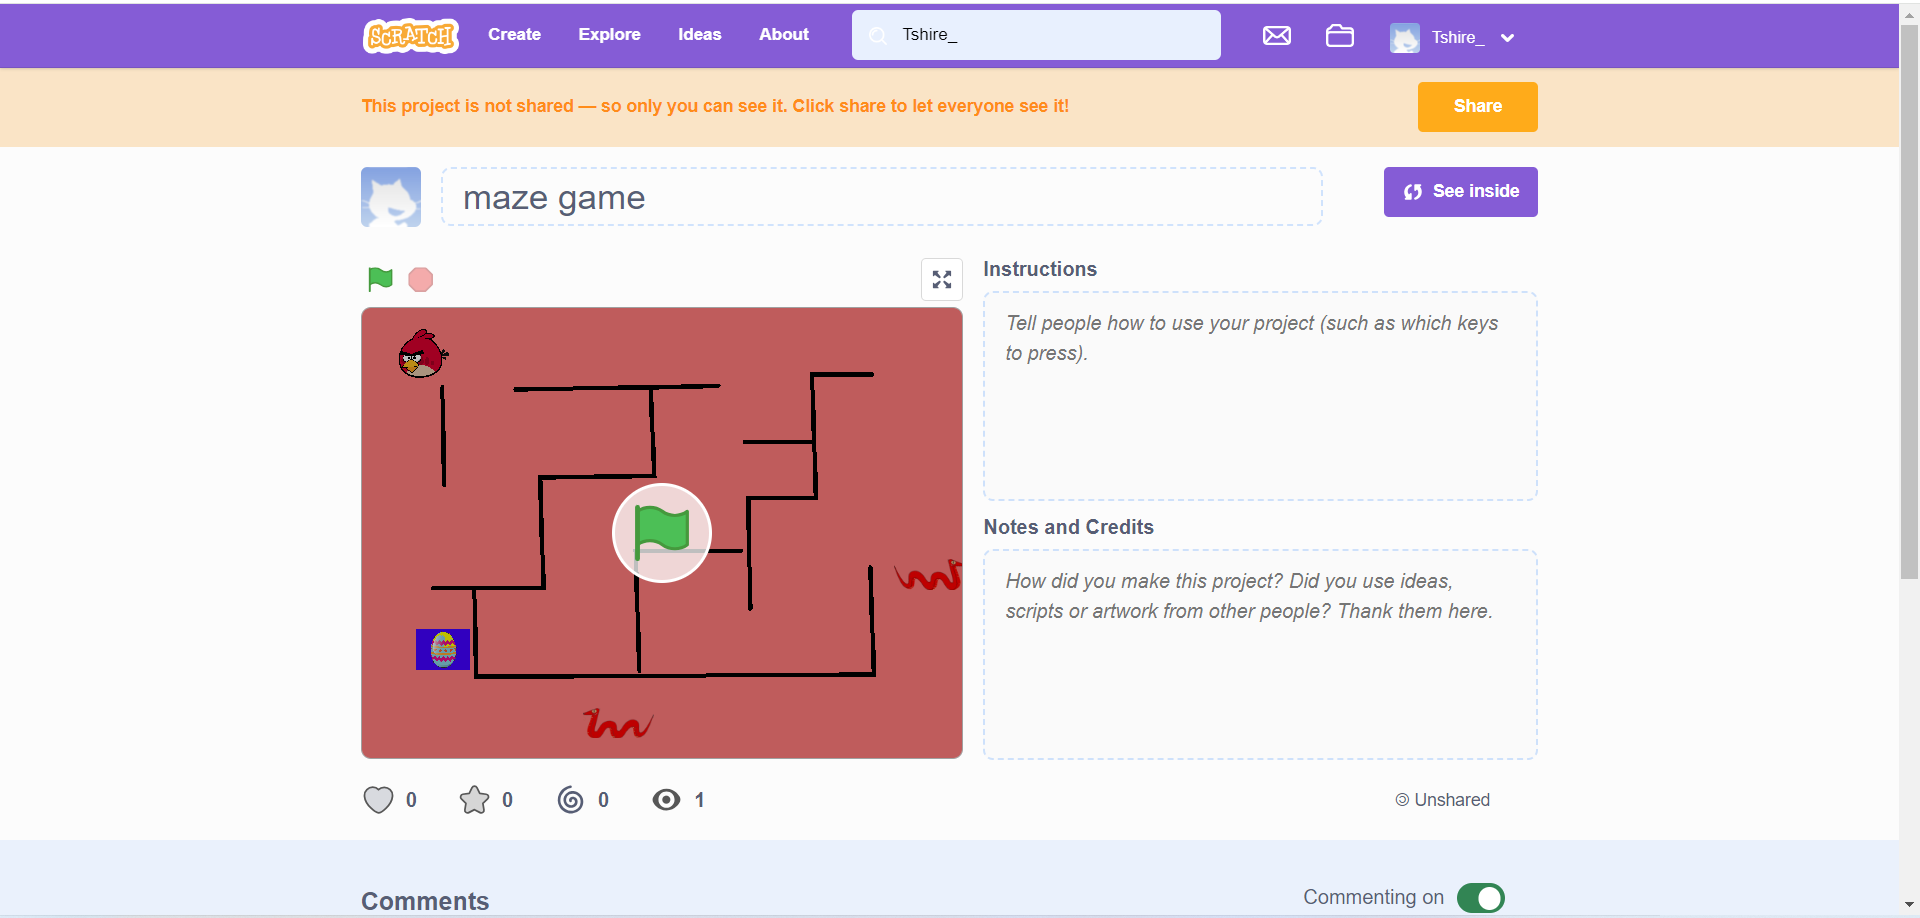 SCRATCH Create Explore Ideas About Tshire_ Tshire_
This project is not shared — so only you can see it. Click share to let everyone see it! Share
maze game See inside
Instructions
Tell people how to use your project (such as which keys
to press).
Notes and Credits
How did you make this project? Did you use ideas,
scripts or artwork from other people? Thank them here.
0 0 0 1 Unshared
Comments Commenting on